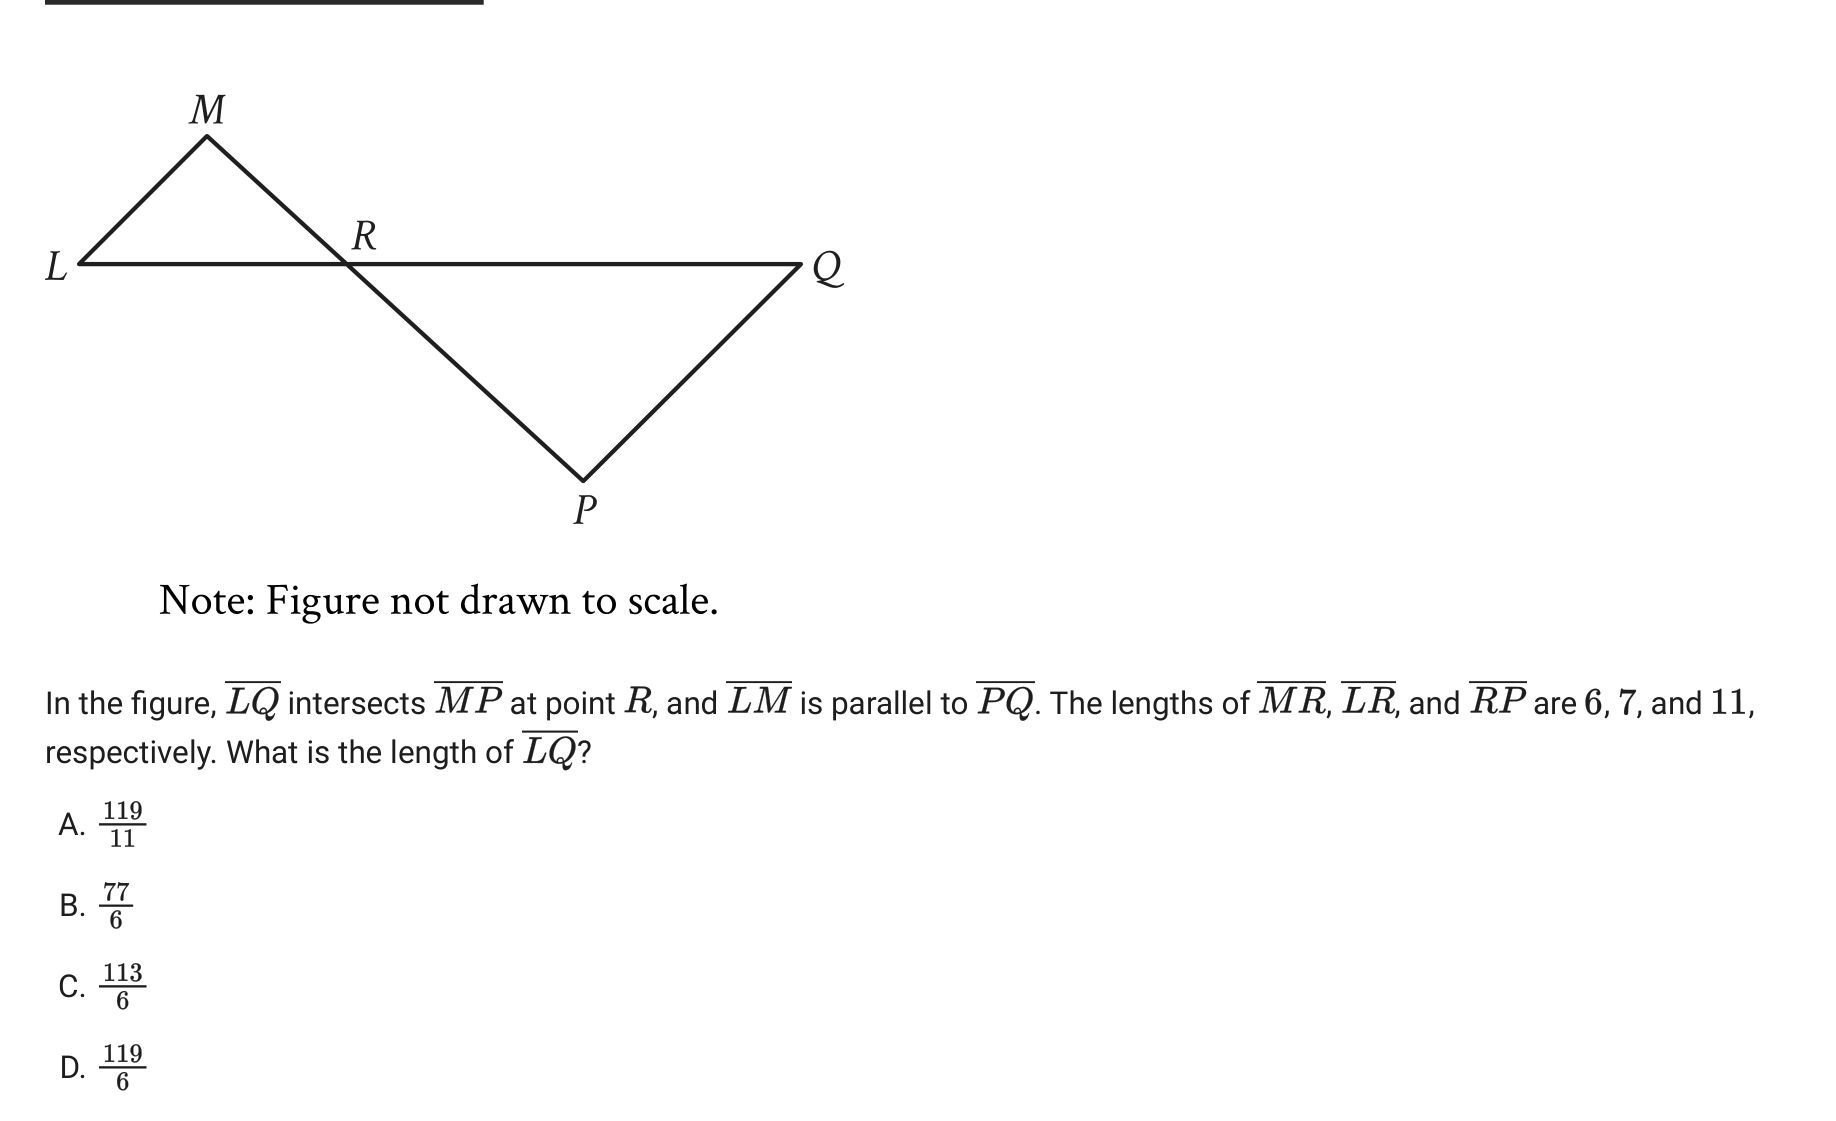 M
R
L
Q
P
Note: Figure not drawn to scale.
In the figure, \overline{LQ} intersects \overline{MP} at point R, and \overline{LM} is parallel to \overline{PQ}. The lengths of \overline{MR}, \overline{LR}, and \overline{RP} are 6, 7, and 11,
respectively. What is the length of \overline{LQ}?
A. \frac{119}{11}
B. \frac{77}{6}
C. \frac{113}{6}
D. \frac{119}{6}